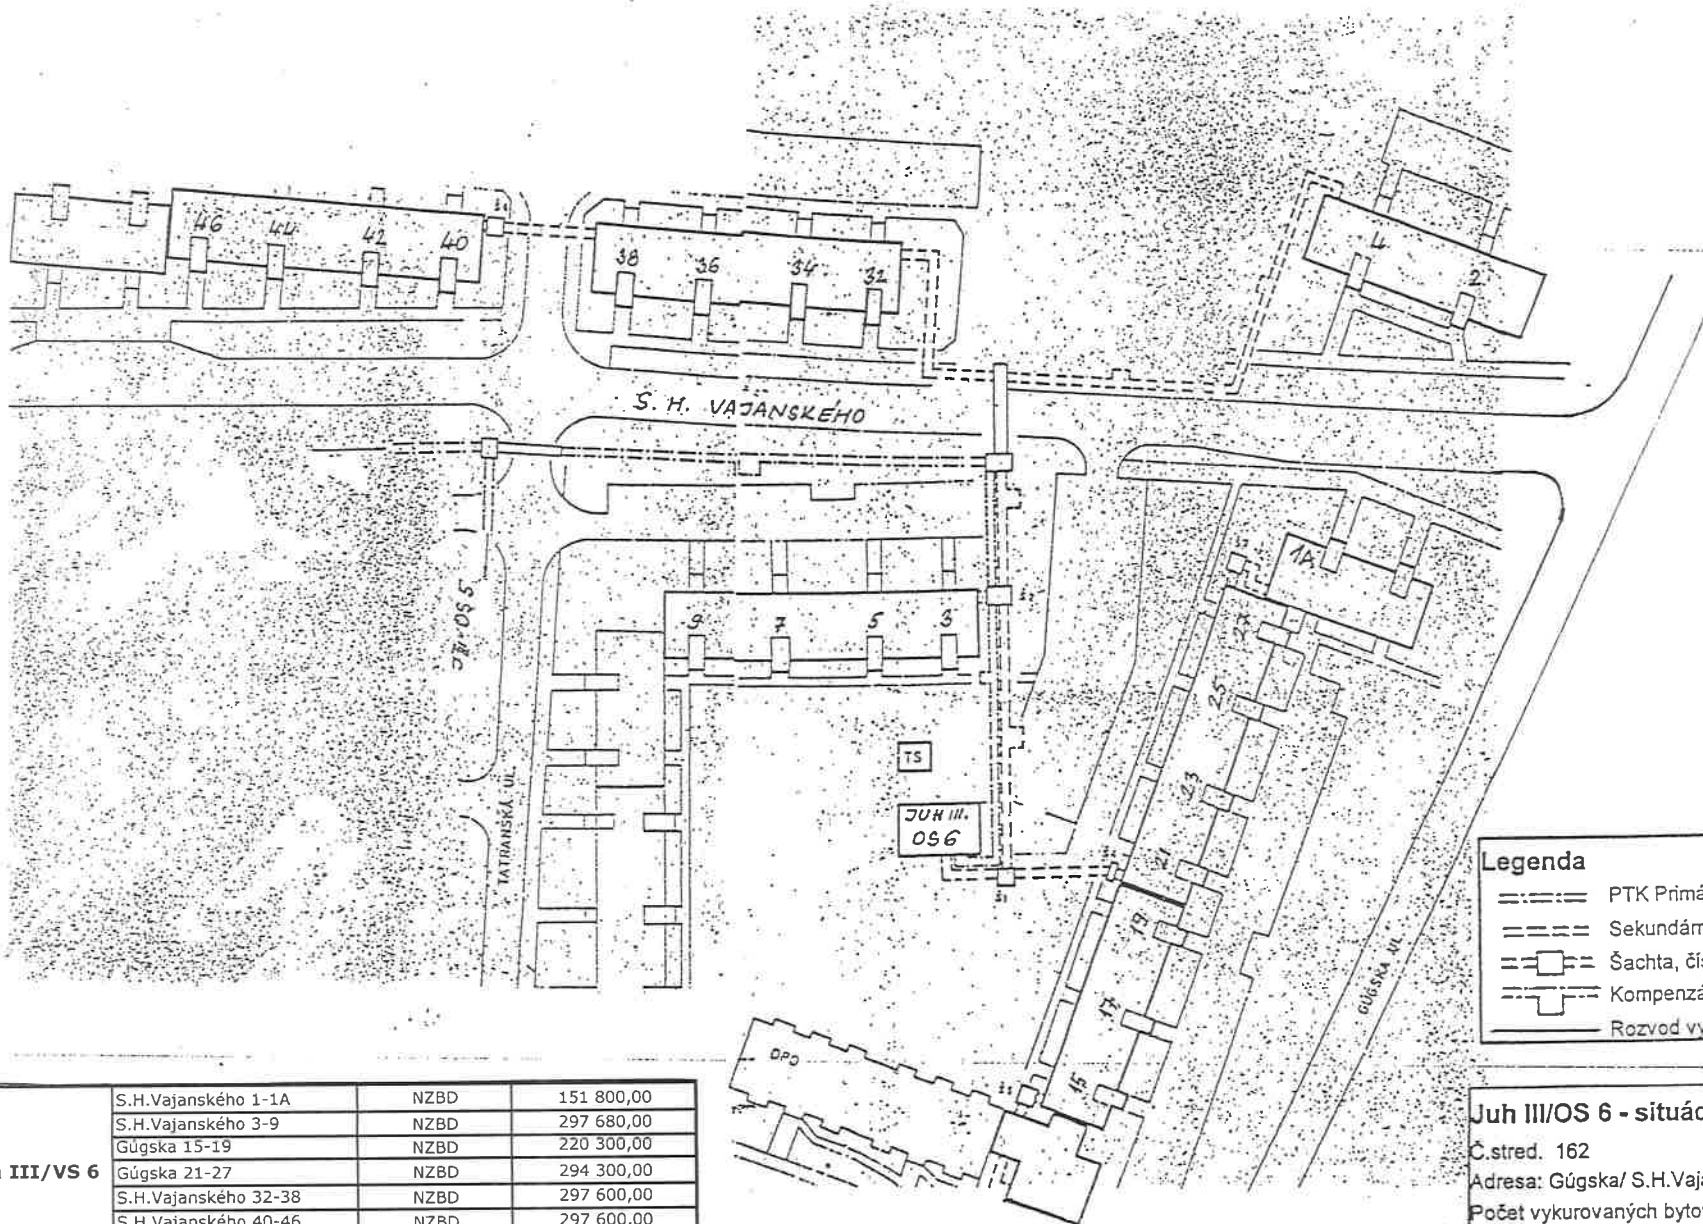 46 44 42 40
38 36 34 32
4 2
S. H. VAJANSKÉHO
1A
9 7 5 3
27
25
TS
23
JUH III.
OS6
21
TATRANSKÁ UL.
19
17
15
GÚGSKA UL.
OPD
Legenda
PTK Primá
Sekundárn
Šachta, čís
Kompenzá
Rozvod vy
III/VS 6
S.H.Vajanského 1-1A NZBD 151 800,00
S.H.Vajanského 3-9 NZBD 297 680,00
Gúgska 15-19 NZBD 220 300,00
Gúgska 21-27 NZBD 294 300,00
S.H.Vajanského 32-38 NZBD 297 600,00
S.H.Vajanského 40-46 NZBD 297 600,00
Juh III/OS 6 - situác
Č.stred. 162
Adresa: Gúgska/ S.H.Vaja
Počet vykurovaných byto